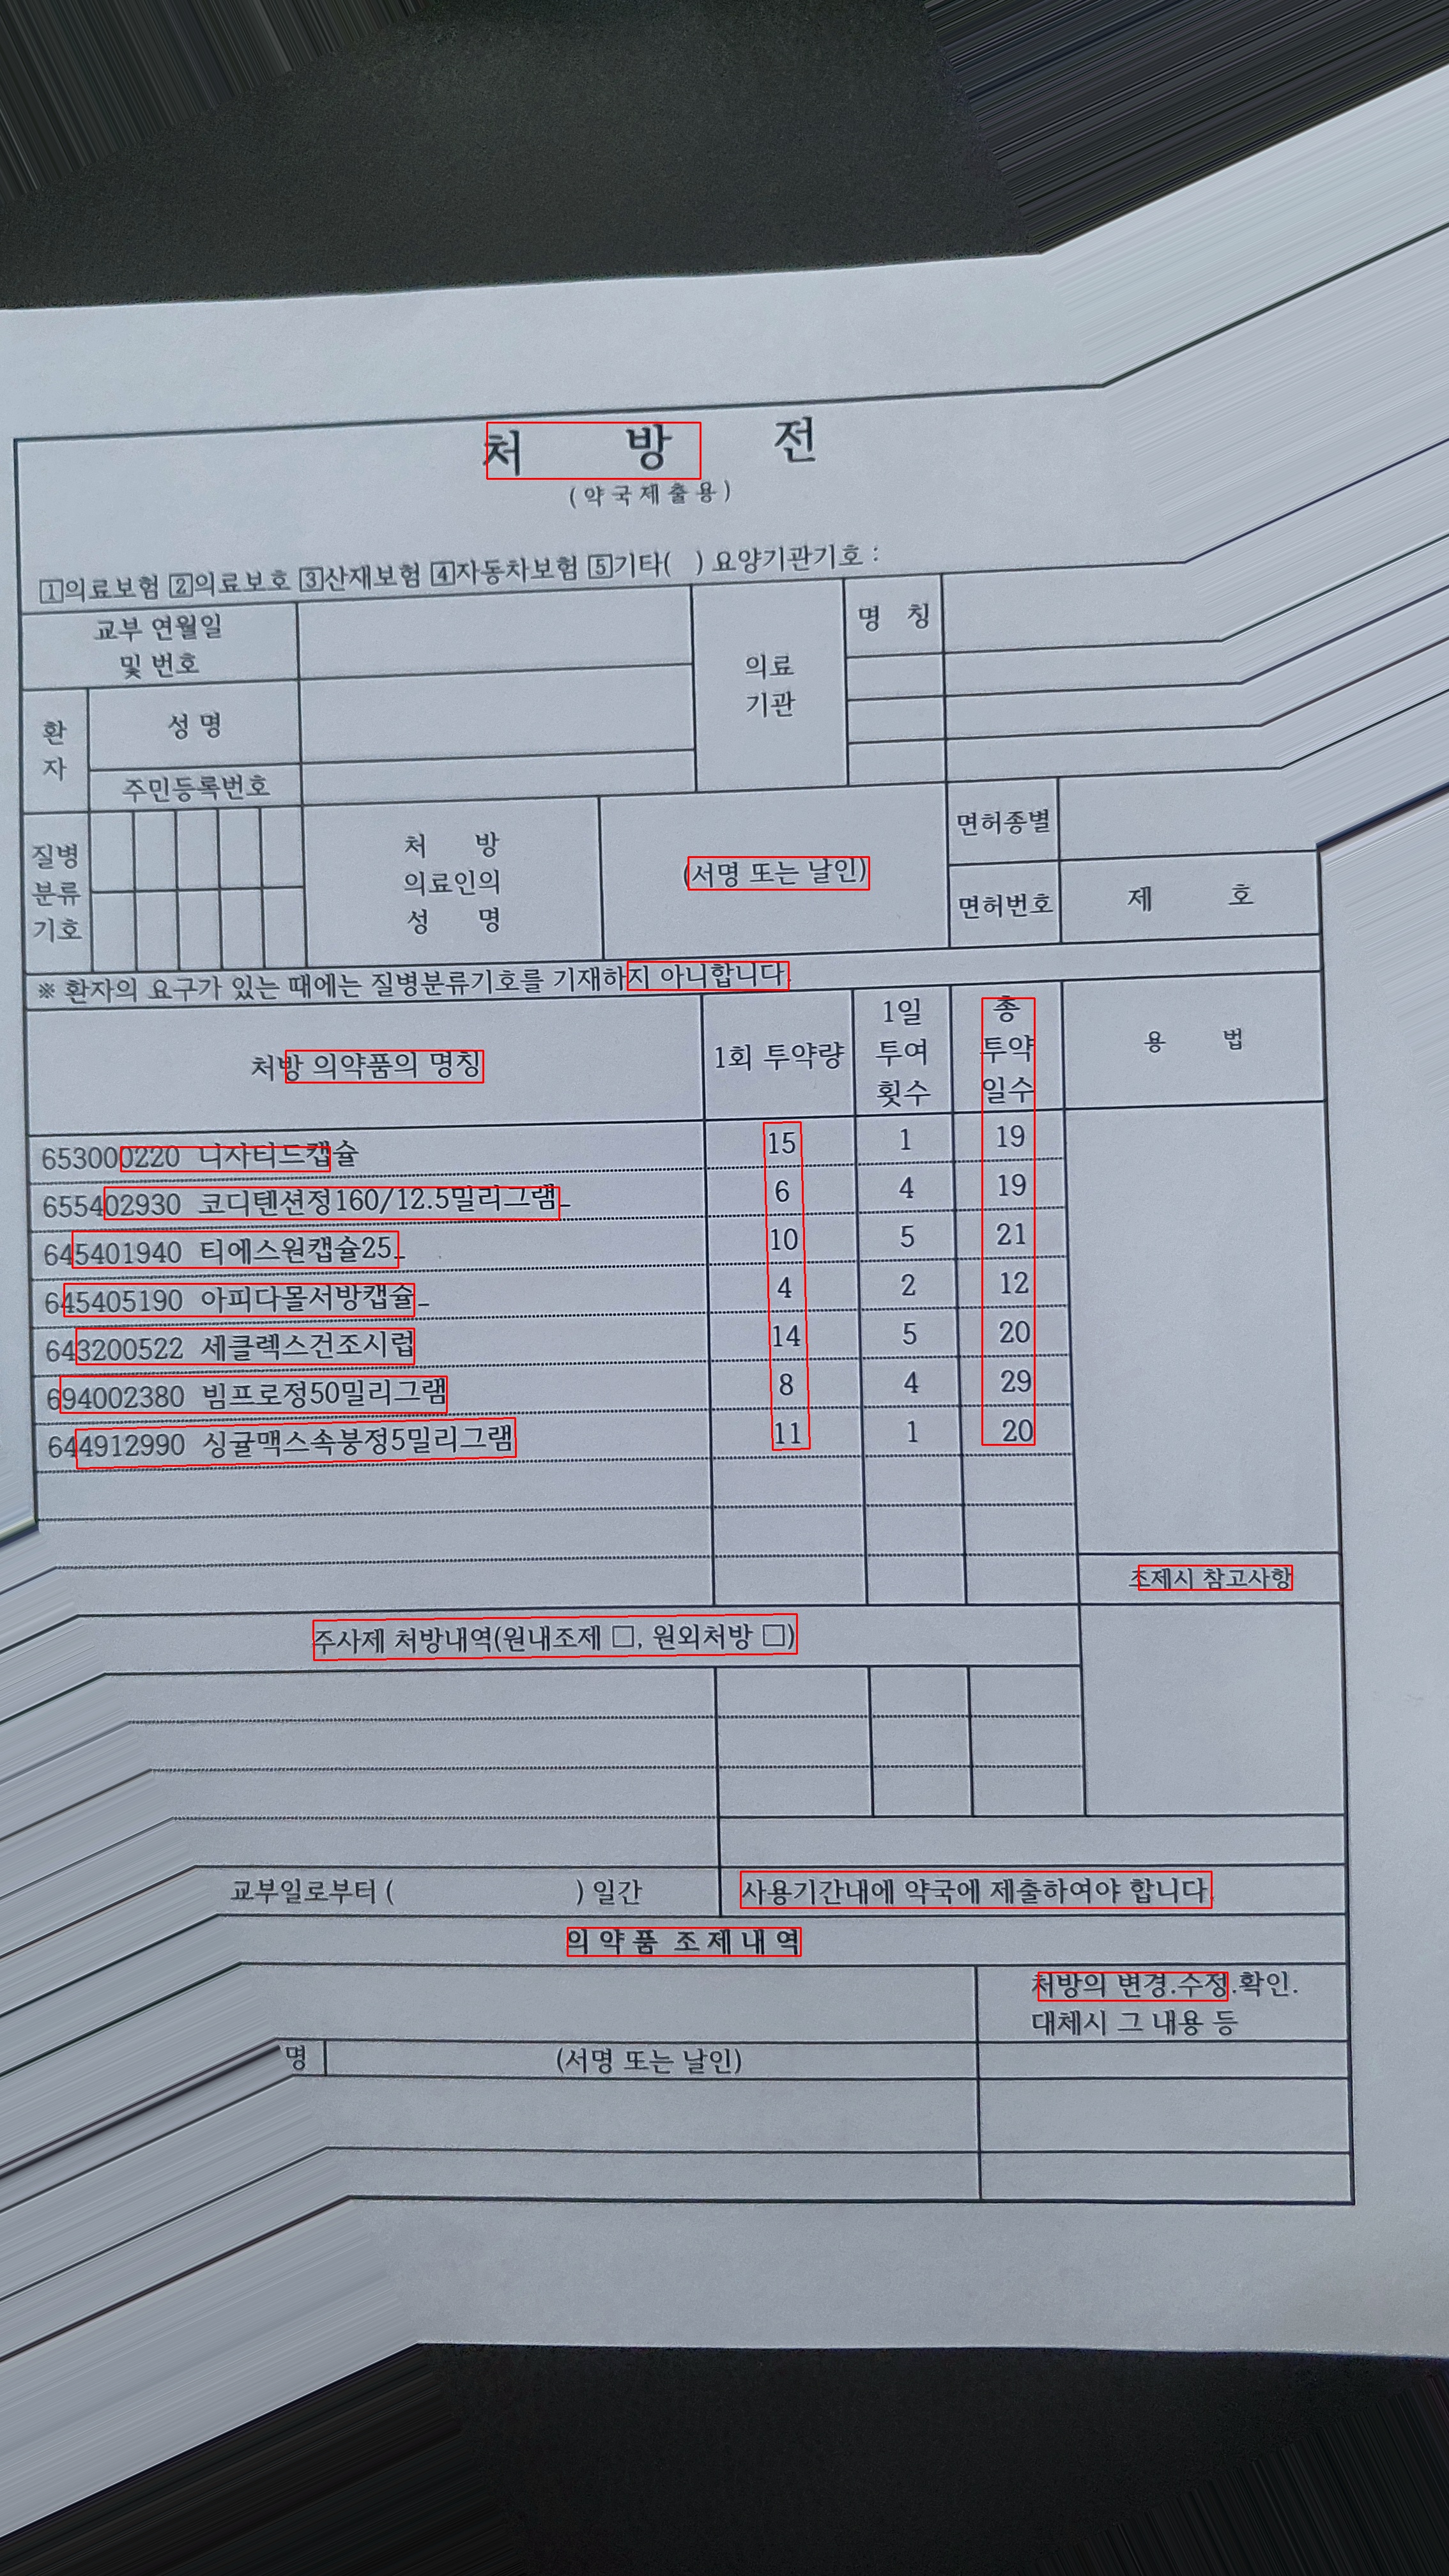 처 방 전
(약국제출용)
1의료보험 2의료보호 3산재보험 4자동차보험 5기타( ) 요양기관기호 :
교부 연월일
및 번호
의료
기관
명 칭
환
자
성 명
주민등록번호
질병
분류
기호
처 방
의료인의
성 명
(서명 또는 날인)
면허종별
면허번호
제 호
※ 환자의 요구가 있는 때에는 질병분류기호를 기재하지 아니합니다.
처방 의약품의 명칭 1회 투약량 1일 투여 횟수 총 투약 일수 용 법
653000220 니사티드캡슐 15 1 19
655402930 코디텐션정160/12.5밀리그램_ 6 4 19
645401940 티에스원캡슐25_ 10 5 21
645405190 아피다몰서방캡슐_ 4 2 12
643200522 세클렉스건조시럽 14 5 20
694002380 빔프로정50밀리그램 8 4 29
644912990 싱귤맥스속붕정5밀리그램 11 1 20
조제시 참고사항
주사제 처방내역(원내조제 □, 원외처방 □)
교부일로부터 ( ) 일간 사용기간내에 약국에 제출하여야 합니다.
의 약 품 조 제 내 역
처방의 변경.수정.확인.
대체시 그 내용 등
명 (서명 또는 날인)